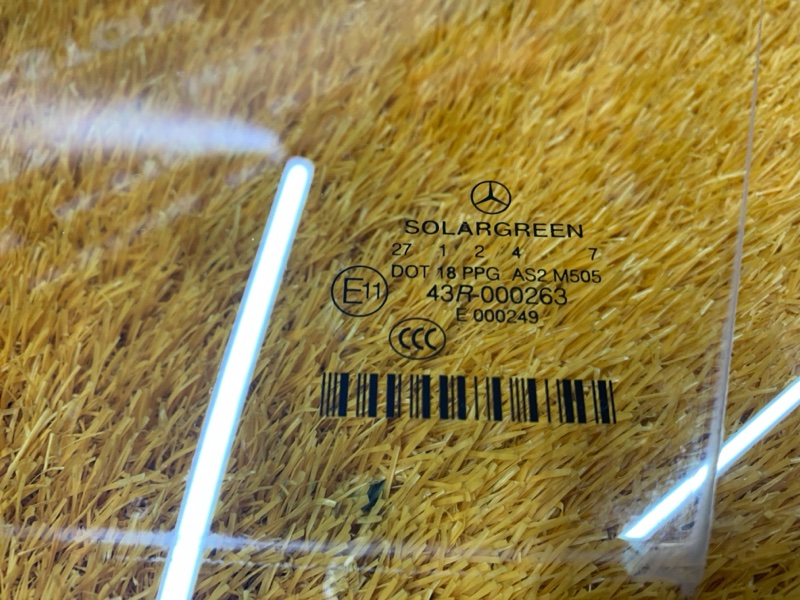 SOLARGREEN
27 1 2 4 7
DOT 18 PPG AS2 M505
E11 43R-000263
E 000249
CCC